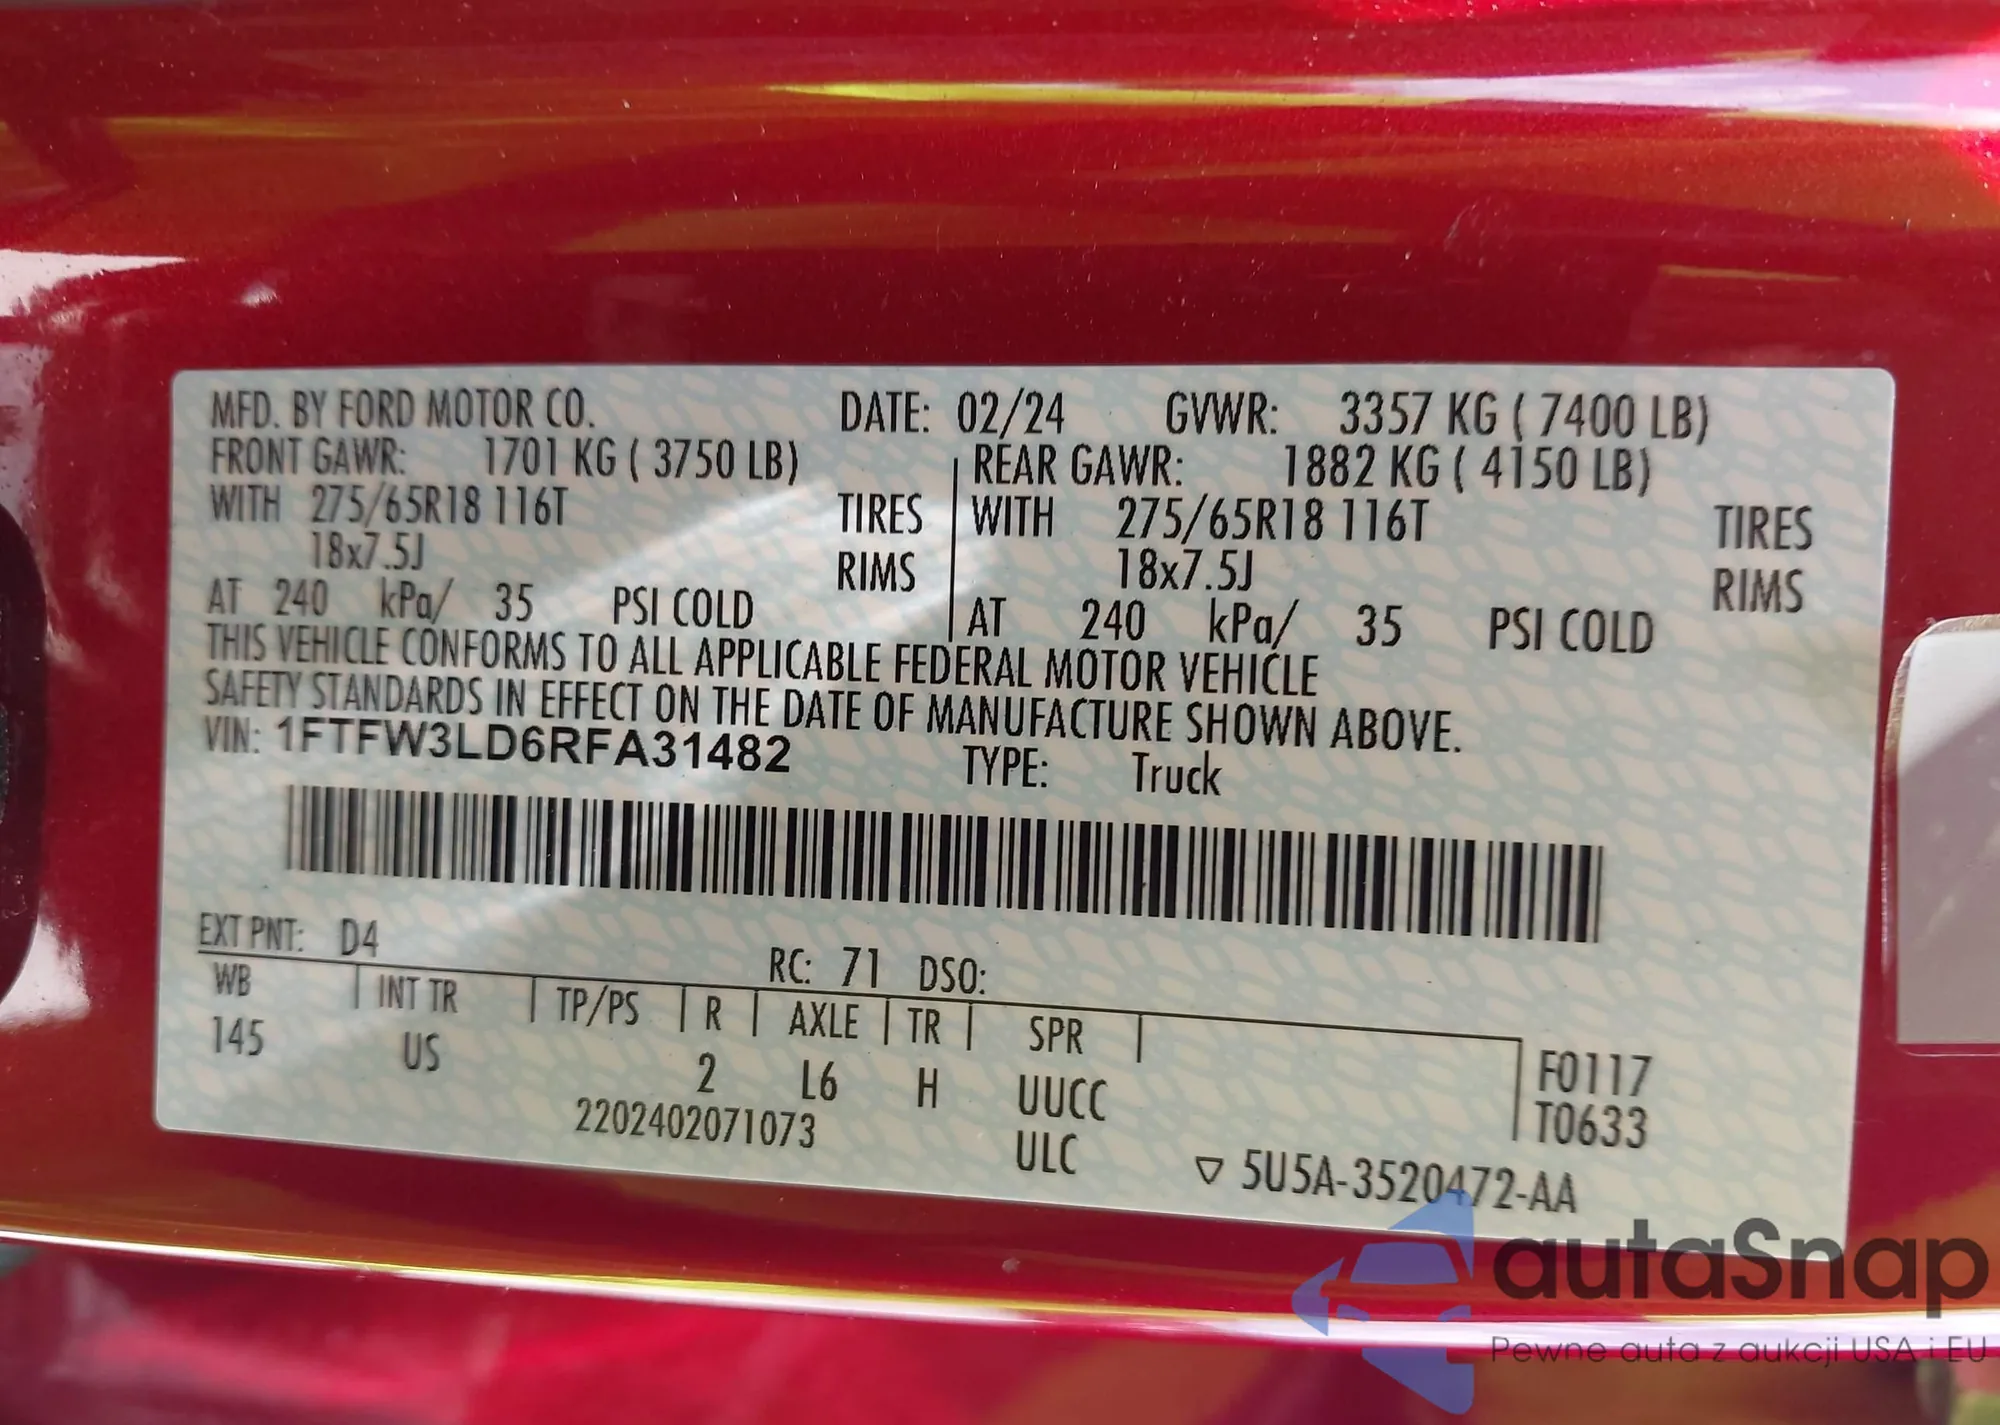 MFD. BY FORD MOTOR CO. DATE: 02/24 GVWR: 3357 KG ( 7400 LB)
FRONT GAWR: 1701 KG ( 3750 LB) REAR GAWR: 1882 KG ( 4150 LB)
WITH 275/65R18 116T TIRES WITH 275/65R18 116T TIRES
18x7.5J RIMS 18x7.5J RIMS
AT 240 kPa/ 35 PSI COLD AT 240 kPa/ 35 PSI COLD
THIS VEHICLE CONFORMS TO ALL APPLICABLE FEDERAL MOTOR VEHICLE
SAFETY STANDARDS IN EFFECT ON THE DATE OF MANUFACTURE SHOWN ABOVE.
VIN: 1FTFW3LD6RFA31482 TYPE: Truck
EXT PNT: D4 RC: 71 DSO:
WB | INT TR | TP/PS | R | AXLE | TR | SPR |
145 US 2 L6 H UUCC F0117
2202402071073 ULC T0633
▽ 5U5A-3520472-AA
autaSnap
Pewne auta z aukcji USA i EU